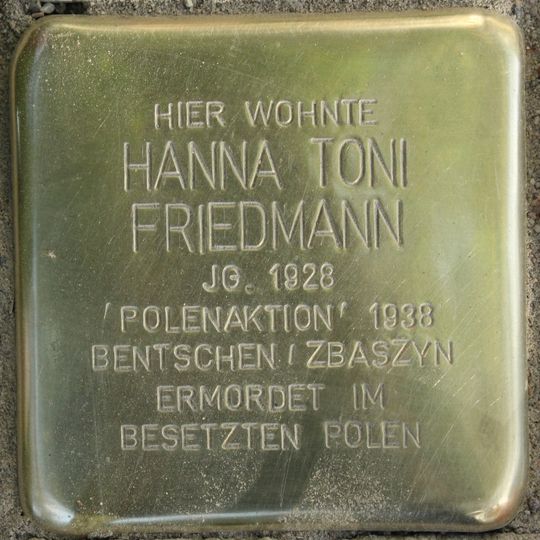 HIER WOHNTE
HANNA TONI
FRIEDMANN
JG. 1928
'POLENAKTION' 1938
BENTSCHEN / ZBASZYN
ERMORDET IM
BESETZTEN POLEN